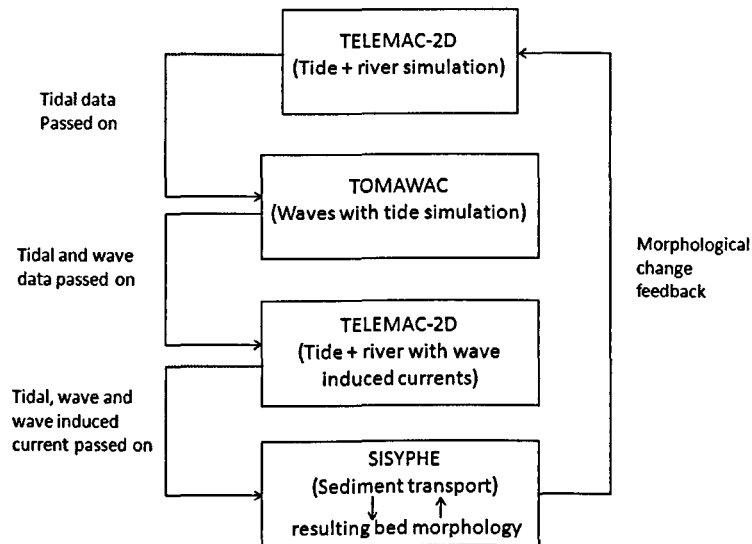 TELEMAC-2D
(Tide + river simulation)
Tidal data
Passed on
TOMAWAC
(Waves with tide simulation)
Tidal and wave
data passed on
Morphological
change
feedback
TELEMAC-2D
(Tide + river with wave
induced currents)
Tidal, wave and
wave induced
current passed on
SISYPHE
(Sediment transport)
resulting bed morphology